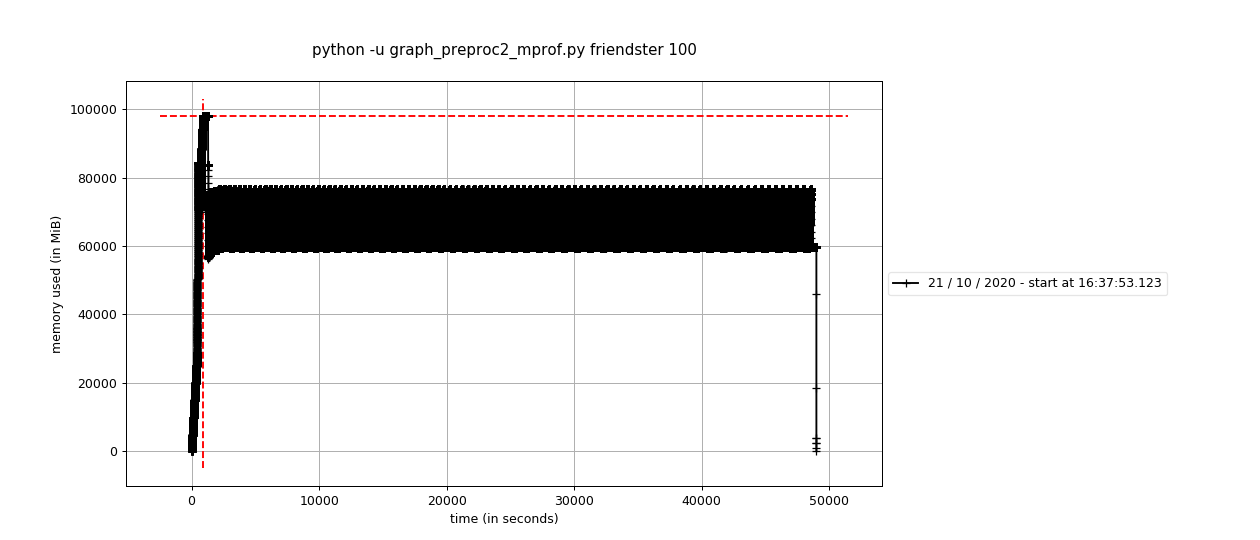 python -u graph_preproc2_mprof.py friendster 100
100000
80000
60000
40000
20000
0
memory used (in MiB)
0 10000 20000 30000 40000 50000
time (in seconds)
21 / 10 / 2020 - start at 16:37:53.123